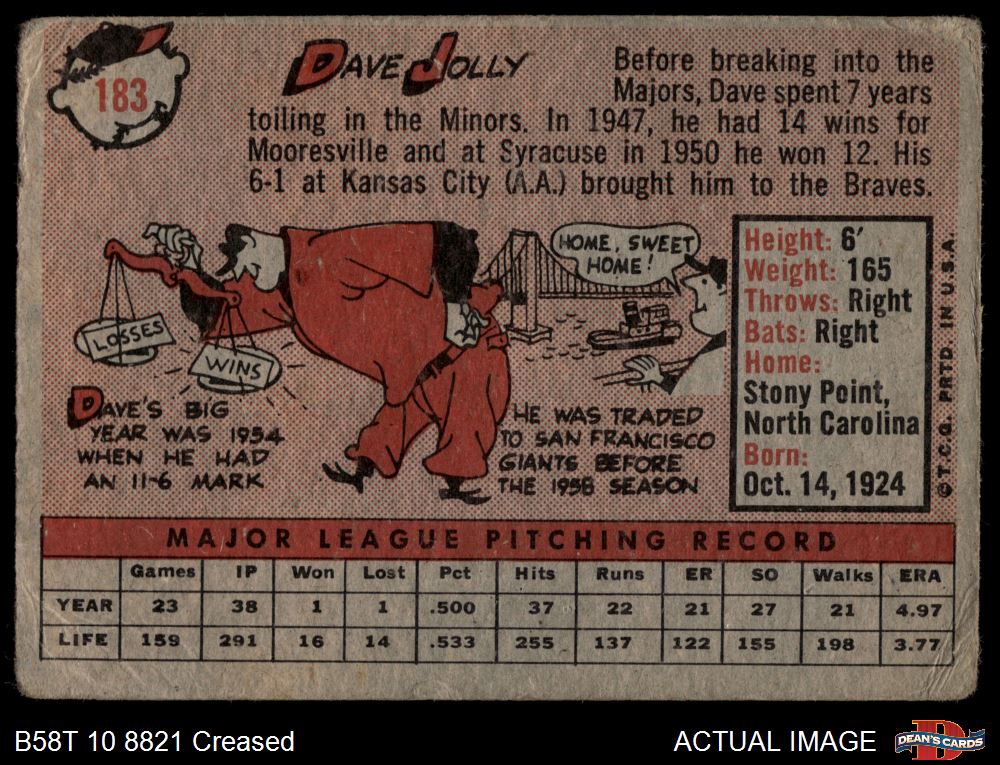 183
DAVE JOLLY
Before breaking into the
Majors, Dave spent 7 years
toiling in the Minors. In 1947, he had 14 wins for
Mooresville and at Syracuse in 1950 he won 12. His
6-1 at Kansas City (A.A.) brought him to the Braves.
LOSSES
WINS
HOME, SWEET
HOME!
DAVE'S BIG
YEAR WAS 1954
WHEN HE HAD
AN 11-6 MARK
HE WAS TRADED
TO SAN FRANCISCO
GIANTS BEFORE
THE 1958 SEASON
Height: 6'
Weight: 165
Throws: Right
Bats: Right
Home:
Stony Point,
North Carolina
Born:
Oct. 14, 1924
© T.C.G. PRTD. IN U.S.A.
MAJOR LEAGUE PITCHING RECORD
Games IP Won Lost Pct Hits Runs ER SO Walks ERA
YEAR 23 38 1 1 .500 37 22 21 27 21 4.97
LIFE 159 291 16 14 .533 255 137 122 155 198 3.77
B58T 10 8821 Creased
ACTUAL IMAGE
DEAN'S CARDS